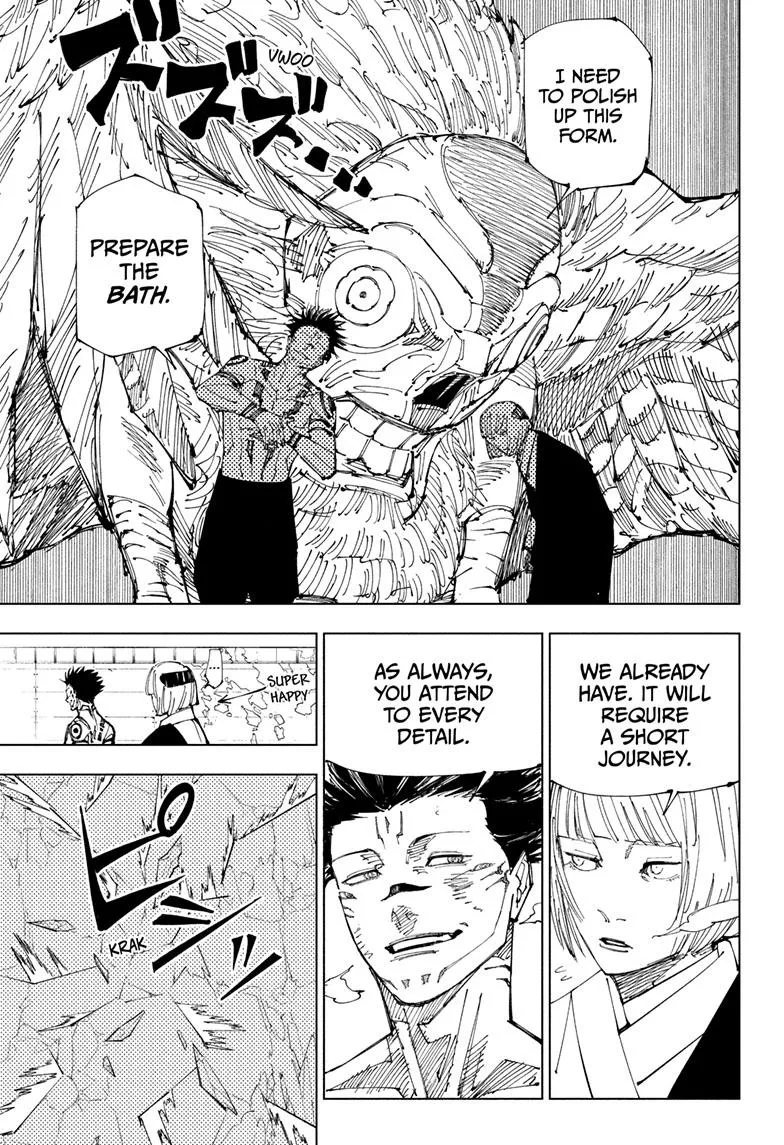 I NEED
TO POLISH
UP THIS
FORM.
ズズズ…
VWOO
PREPARE
THE
BATH.
WE ALREADY
HAVE. IT WILL
REQUIRE
A SHORT
JOURNEY.
AS ALWAYS,
YOU ATTEND
TO EVERY
DETAIL.
...
SUPER
HAPPY
ピシッ
KRAK